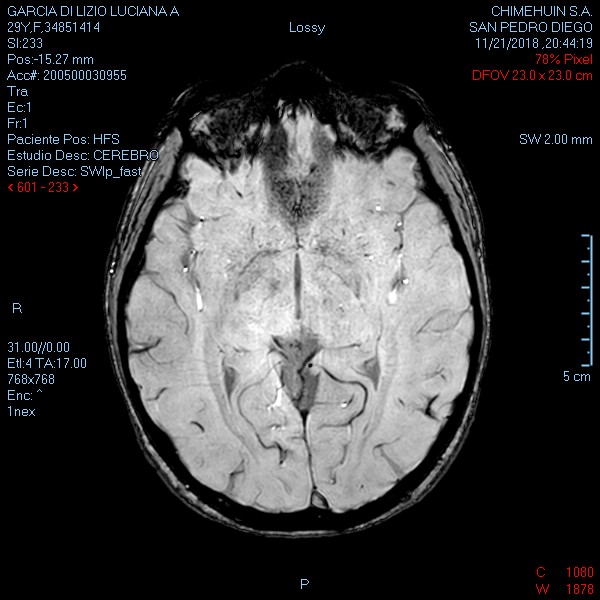 GARCIA DI LIZIO LUCIANA A
29Y,F,34851414
Sl:233
Pos:-15.27 mm
Acc#: 200500030955
Tra
Ec:1
Fr:1
Paciente Pos: HFS
Estudio Desc: CEREBRO
Serie Desc: SWIp_fast
< 601 - 233 >
Lossy
CHIMEHUIN S.A.
SAN PEDRO DIEGO
11/21/2018 ,20:44:19
78% Pixel
DFOV 23.0 x 23.0 cm
SW 2.00 mm
R
31.00//0.00
Etl:4 TA:17.00
768x768
Enc: ^
1nex
5 cm
P
C 1080
W 1878